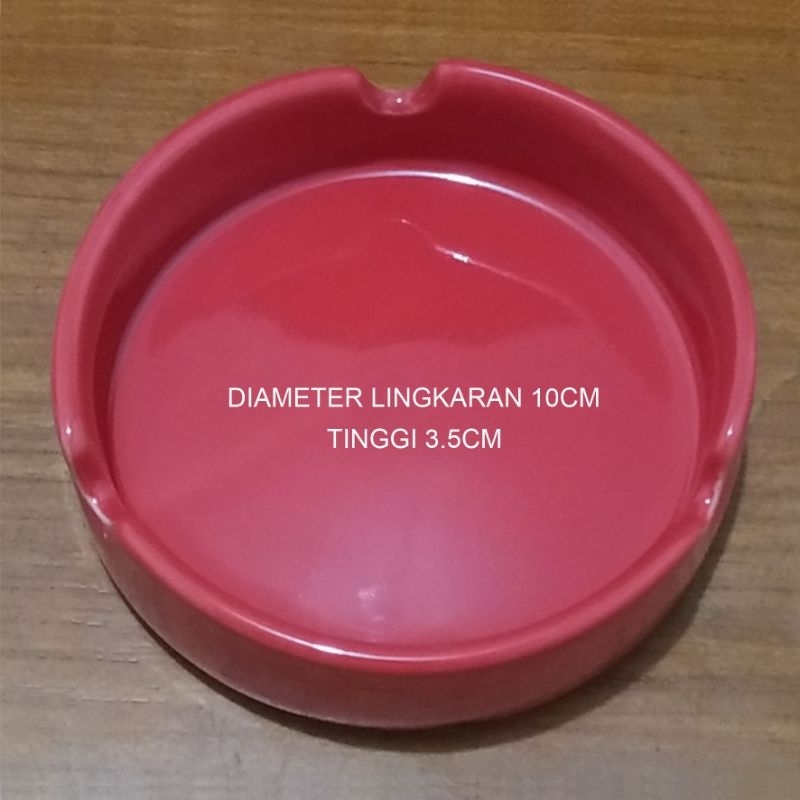 DIAMETER LINGKARAN 10CM
TINGGI 3.5CM